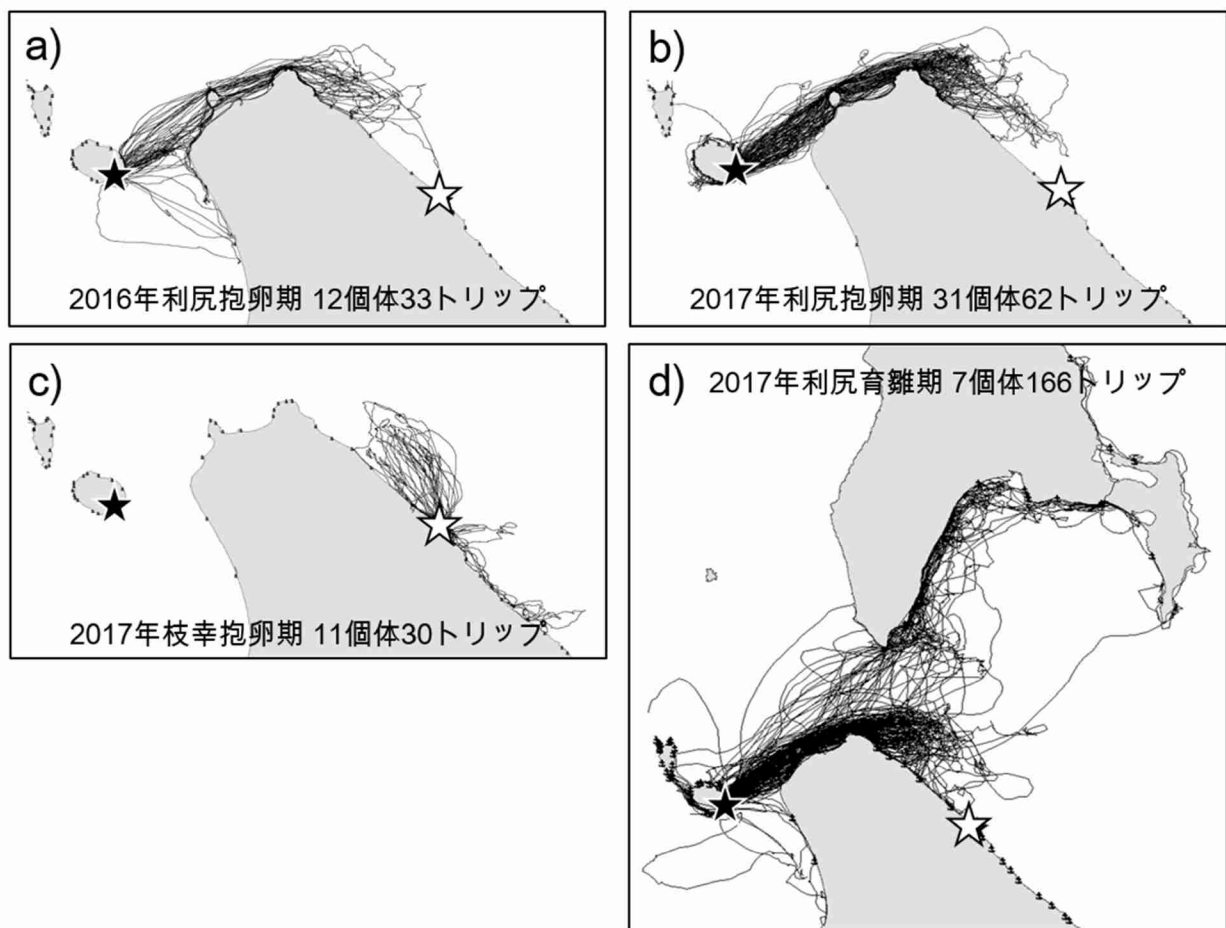 a)
2016年利尻抱卵期 12個体33トリップ
b)
2017年利尻抱卵期 31個体62トリップ
c)
2017年枝幸抱卵期 11個体30トリップ
d)
2017年利尻育雛期 7個体166トリップ